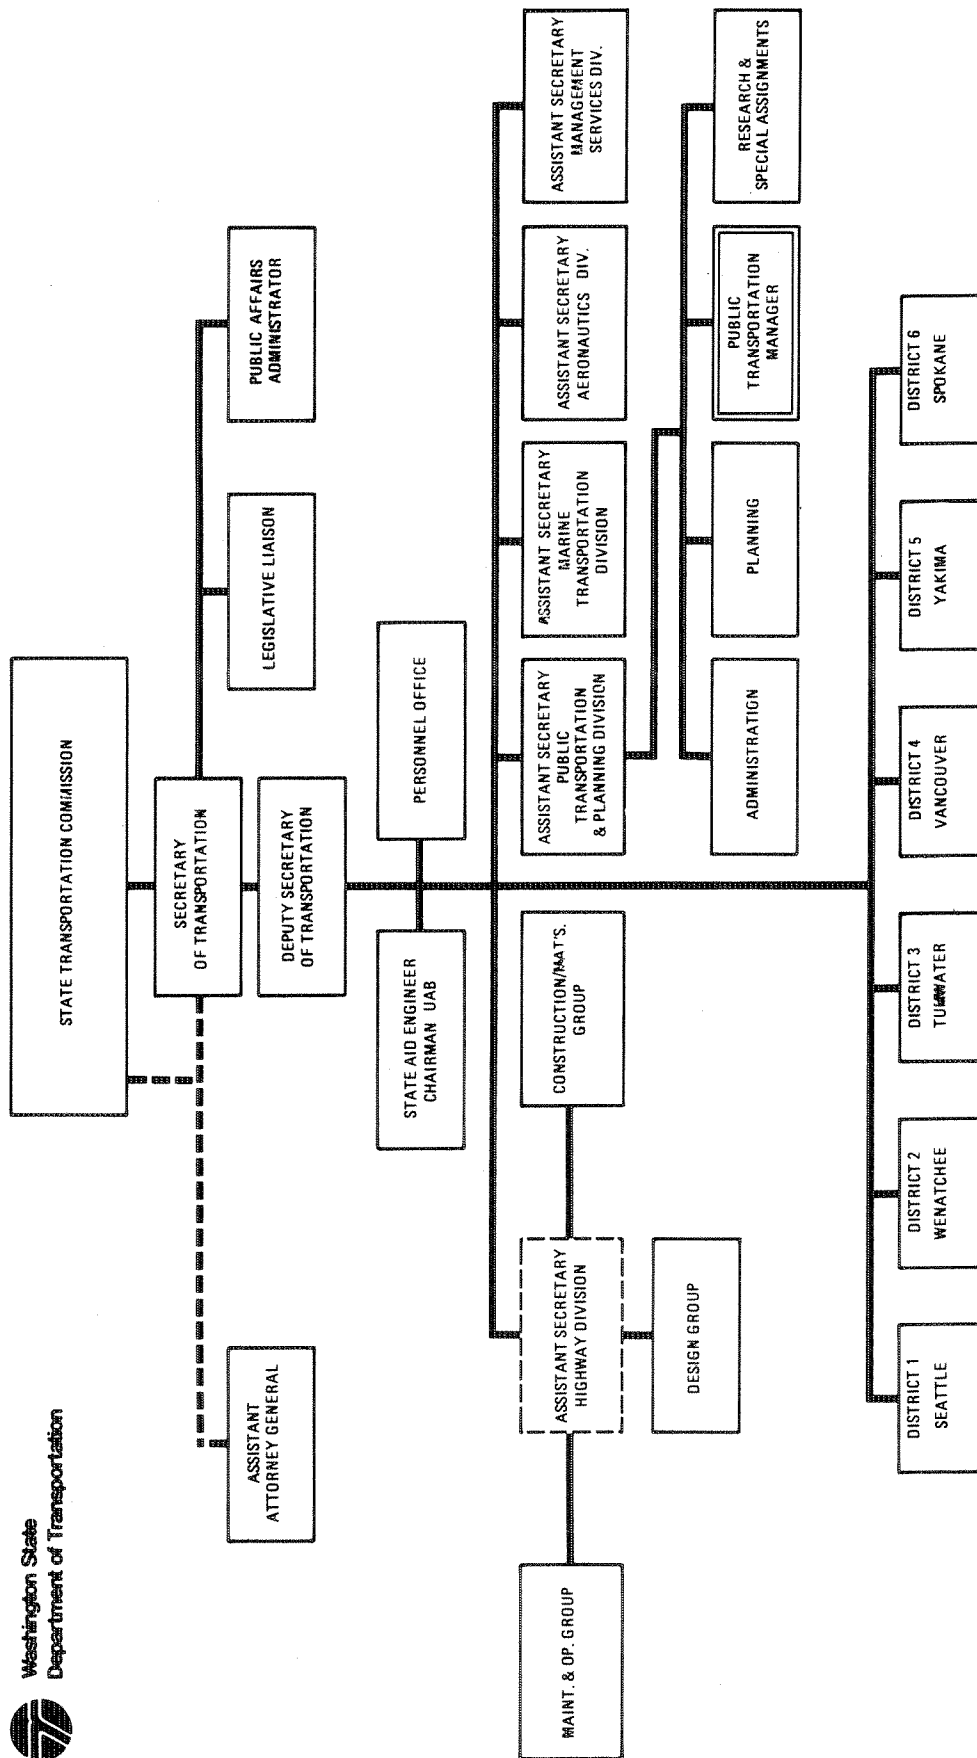 Washington State
Department of Transportation
STATE TRANSPORTATION COMMISSION
SECRETARY
OF TRANSPORTATION
ASSISTANT
ATTORNEY GENERAL
LEGISLATIVE LIAISON
PUBLIC AFFAIRS
ADMINISTRATOR
DEPUTY SECRETARY
OF TRANSPORTATION
STATE AID ENGINEER
CHAIRMAN UAB
PERSONNEL OFFICE
ASSISTANT SECRETARY
HIGHWAY DIVISION
MAINT. & OP. GROUP
CONSTRUCTION/MAT'S.
GROUP
DESIGN GROUP
ASSISTANT SECRETARY
PUBLIC
TRANSPORTATION
& PLANNING DIVISION
ASSISTANT SECRETARY
MARINE
TRANSPORTATION
DIVISION
ASSISTANT SECRETARY
AERONAUTICS DIV.
ASSISTANT SECRETARY
MANAGEMENT
SERVICES DIV.
ADMINISTRATION
PLANNING
PUBLIC
TRANSPORTATION
MANAGER
RESEARCH &
SPECIAL ASSIGNMENTS
DISTRICT 1
SEATTLE
DISTRICT 2
WENATCHEE
DISTRICT 3
TUMWATER
DISTRICT 4
VANCOUVER
DISTRICT 5
YAKIMA
DISTRICT 6
SPOKANE